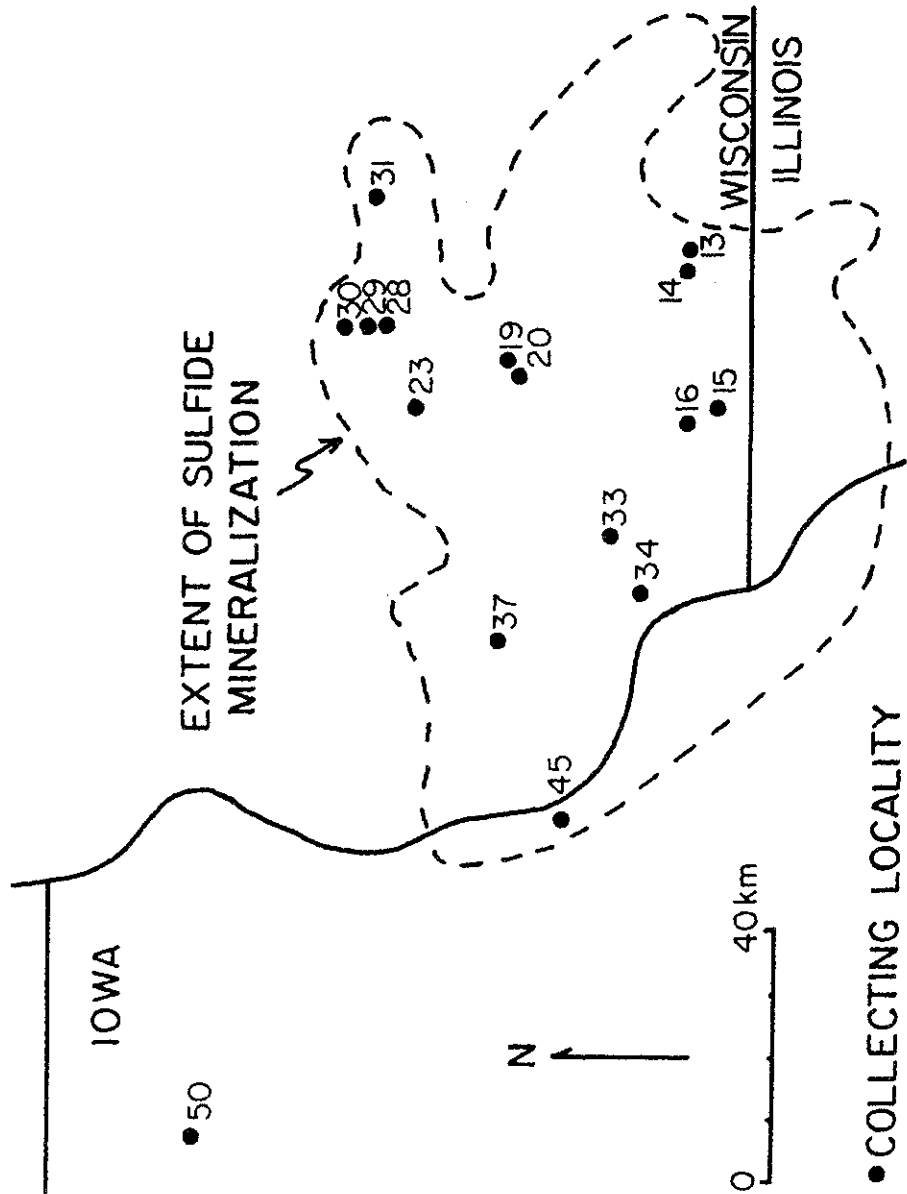 EXTENT OF SULFIDE
MINERALIZATION
IOWA
WISCONSIN
ILLINOIS
50
45
37
34
33
23
30
29
28
31
19
20
16
15
14
13
N
0
40km
COLLECTING LOCALITY